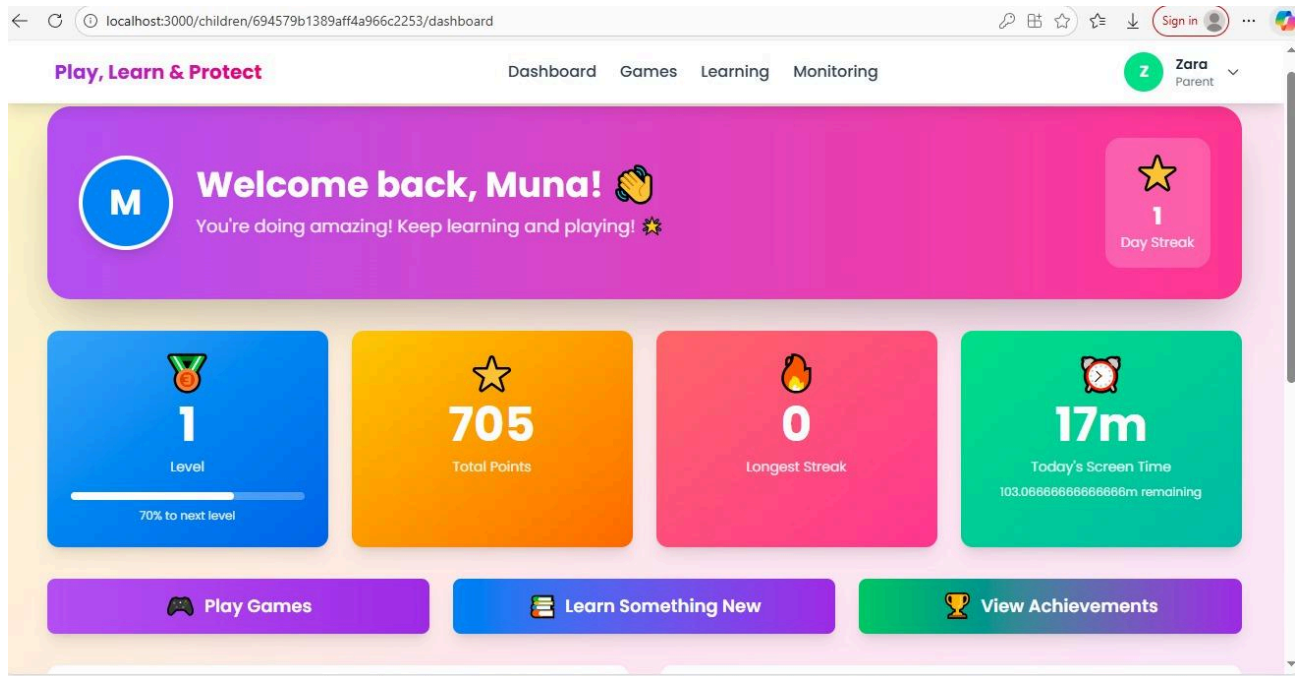 localhost:3000/children/694579b1389aff4a966c2253/dashboard
Sign in
Play, Learn & Protect
Dashboard Games Learning Monitoring
Z
Zara
Parent
M
Welcome back, Muna! 👋
You're doing amazing! Keep learning and playing! 🌟
1
Day Streak
3
1
Level
70% to next level
705
Total Points
0
Longest Streak
17m
Today's Screen Time
103.06666666666666m remaining
Play Games
Learn Something New
View Achievements